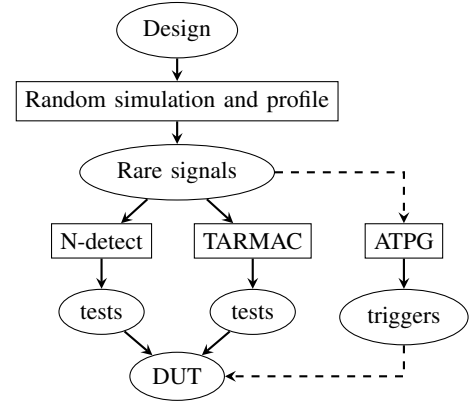 Design
Random simulation and profile
Rare signals
N-detect
TARMAC
ATPG
tests
tests
triggers
DUT